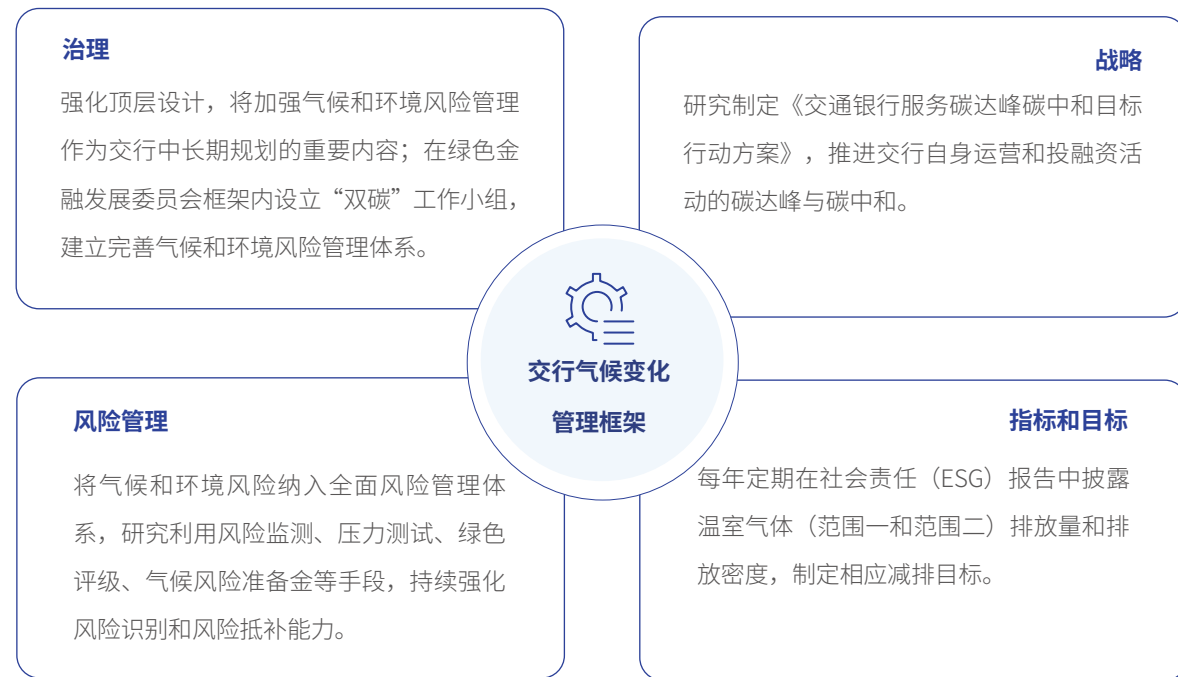 治理
强化顶层设计，将加强气候和环境风险管理
作为交行中长期规划的重要内容；在绿色金
融发展委员会框架内设立“双碳”工作小组，
建立完善气候和环境风险管理体系。
战略
研究制定《交通银行服务碳达峰碳中和目标
行动方案》，推进交行自身运营和投融资活
动的碳达峰与碳中和。
交行气候变化
管理框架
风险管理
将气候和环境风险纳入全面风险管理体
系，研究利用风险监测、压力测试、绿色
评级、气候风险准备金等手段，持续强化
风险识别和风险抵补能力。
指标和目标
每年定期在社会责任（ESG）报告中披露
温室气体（范围一和范围二）排放量和排
放密度，制定相应减排目标。